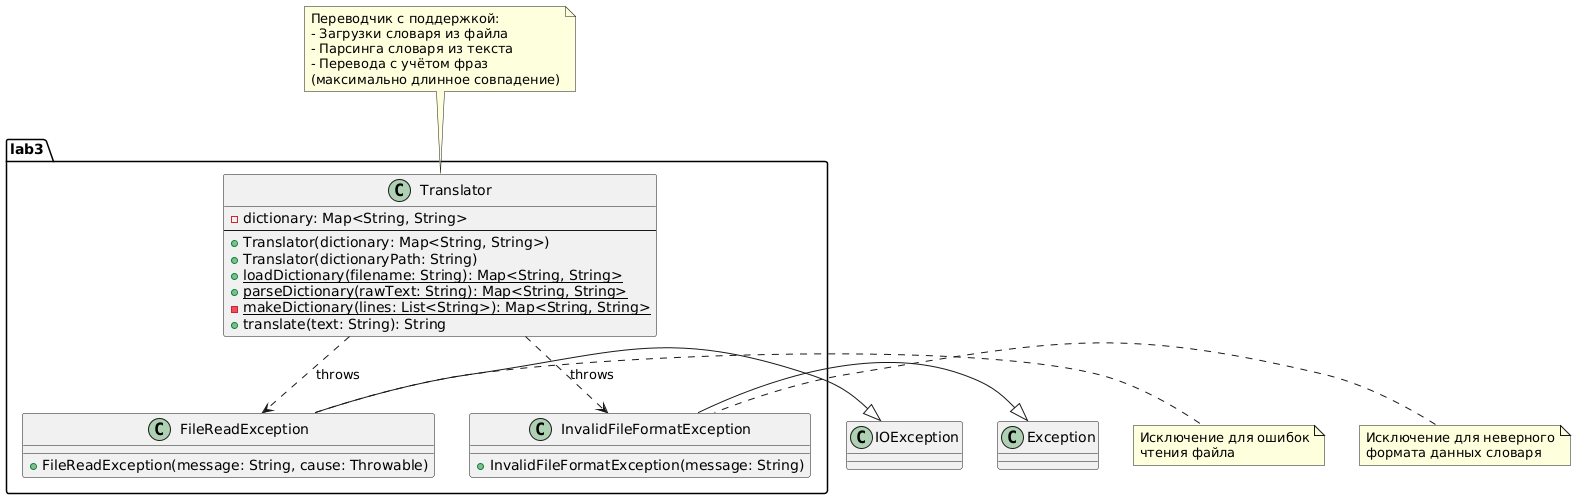 Переводчик с поддержкой:
- Загрузки словаря из файла
- Парсинга словаря из текста
- Перевода с учётом фраз
(максимально длинное совпадение)
lab3
C Translator
dictionary: Map<String, String>
Translator(dictionary: Map<String, String>)
Translator(dictionaryPath: String)
loadDictionary(filename: String): Map<String, String>
parseDictionary(rawText: String): Map<String, String>
makeDictionary(lines: List<String>): Map<String, String>
translate(text: String): String
throws
throws
C FileReadException
FileReadException(message: String, cause: Throwable)
C InvalidFileFormatException
InvalidFileFormatException(message: String)
C IOException
C Exception
Исключение для ошибок
чтения файла
Исключение для неверного
формата данных словаря